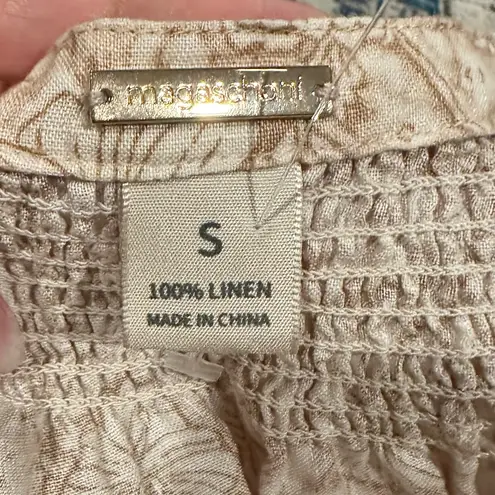 magaschoni
S
100% LINEN
MADE IN CHINA